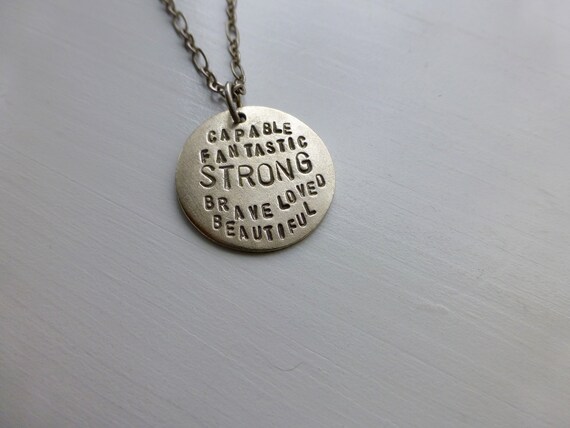 CAPABLE
FANTASTIC
STRONG
BRAVE LOVED
BEAUTIFUL